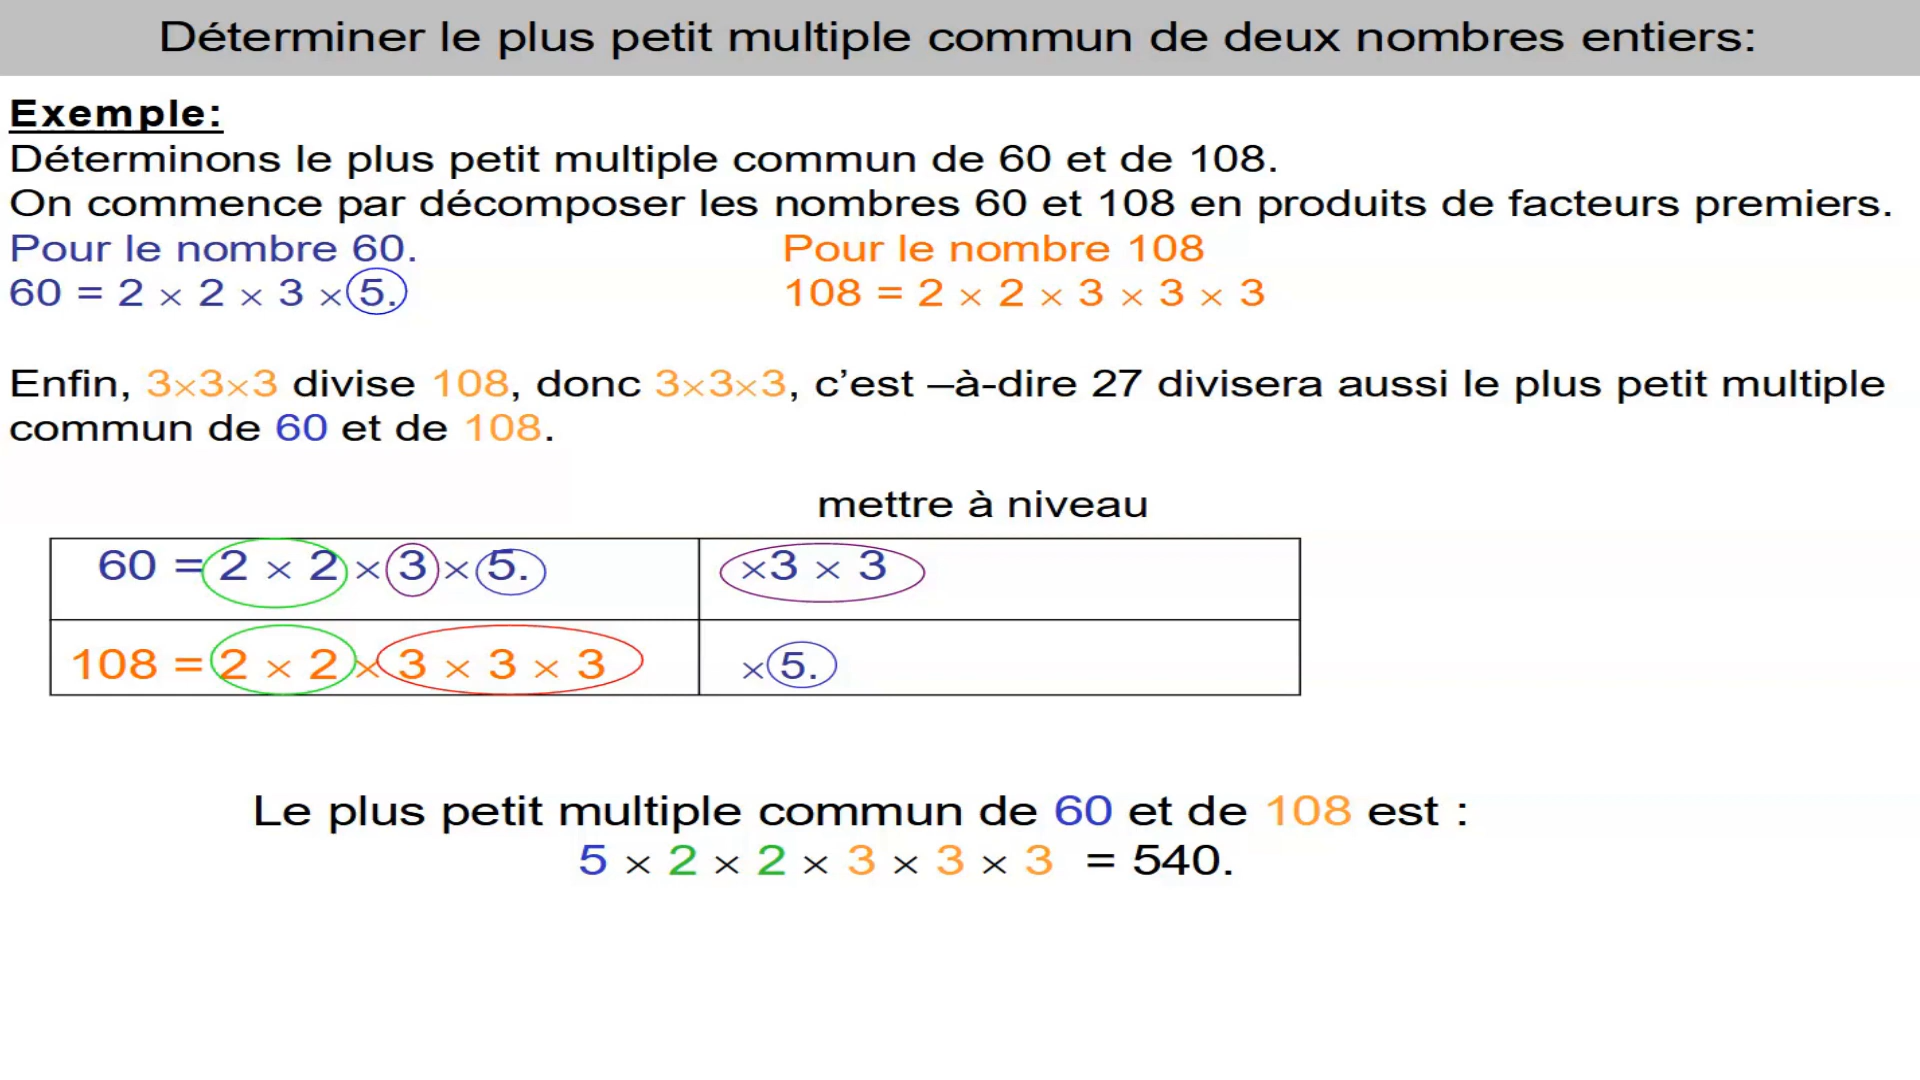 Déterminer le plus petit multiple commun de deux nombres entiers:
Exemple:
Déterminons le plus petit multiple commun de 60 et de 108.
On commence par décomposer les nombres 60 et 108 en produits de facteurs premiers.
Pour le nombre 60. Pour le nombre 108
60 = 2 × 2 × 3 × 5. 108 = 2 × 2 × 3 × 3 × 3
Enfin, 3×3×3 divise 108, donc 3×3×3, c’est –à-dire 27 divisera aussi le plus petit multiple
commun de 60 et de 108.
mettre à niveau
60 = 2 × 2 × 3 × 5. ×3 × 3
108 = 2 × 2 × 3 × 3 × 3 × 5.
Le plus petit multiple commun de 60 et de 108 est :
5 × 2 × 2 × 3 × 3 × 3 = 540.